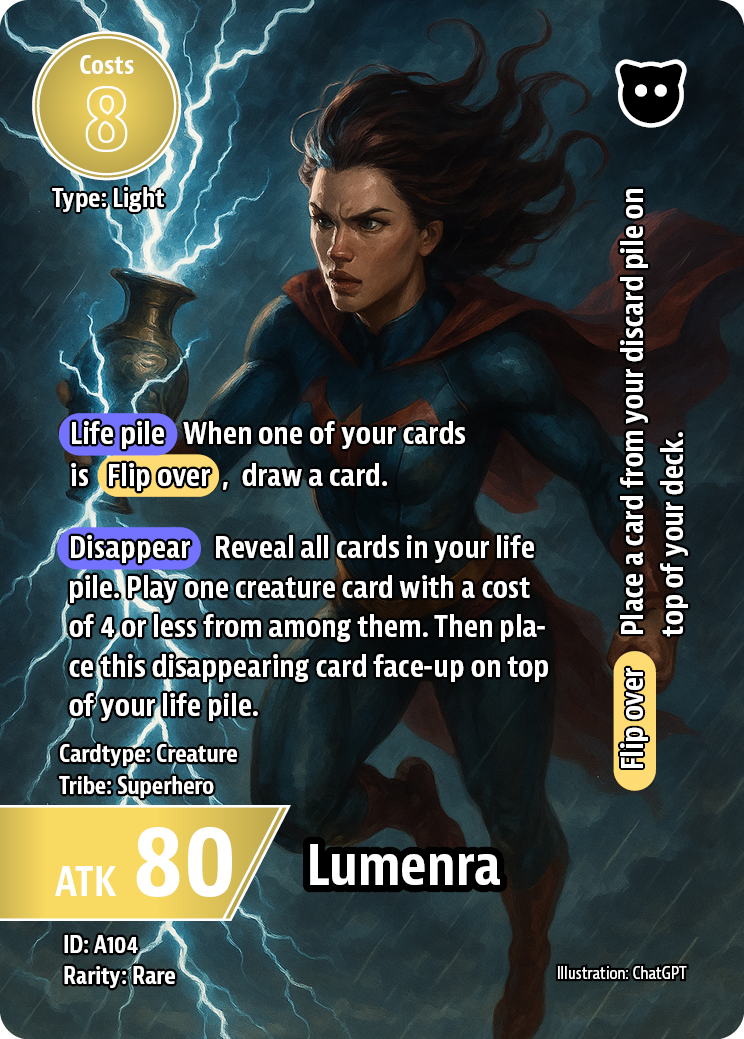 Costs
8
Type: Light
Life pile When one of your cards
is Flip over, draw a card.
Disappear Reveal all cards in your life
pile. Play one creature card with a cost
of 4 or less from among them. Then pla-
ce this disappearing card face-up on top
of your life pile.
Flip over Place a card from your discard pile on
top of your deck.
Cardtype: Creature
Tribe: Superhero
ATK 80
Lumenra
ID: A104
Rarity: Rare
Illustration: ChatGPT